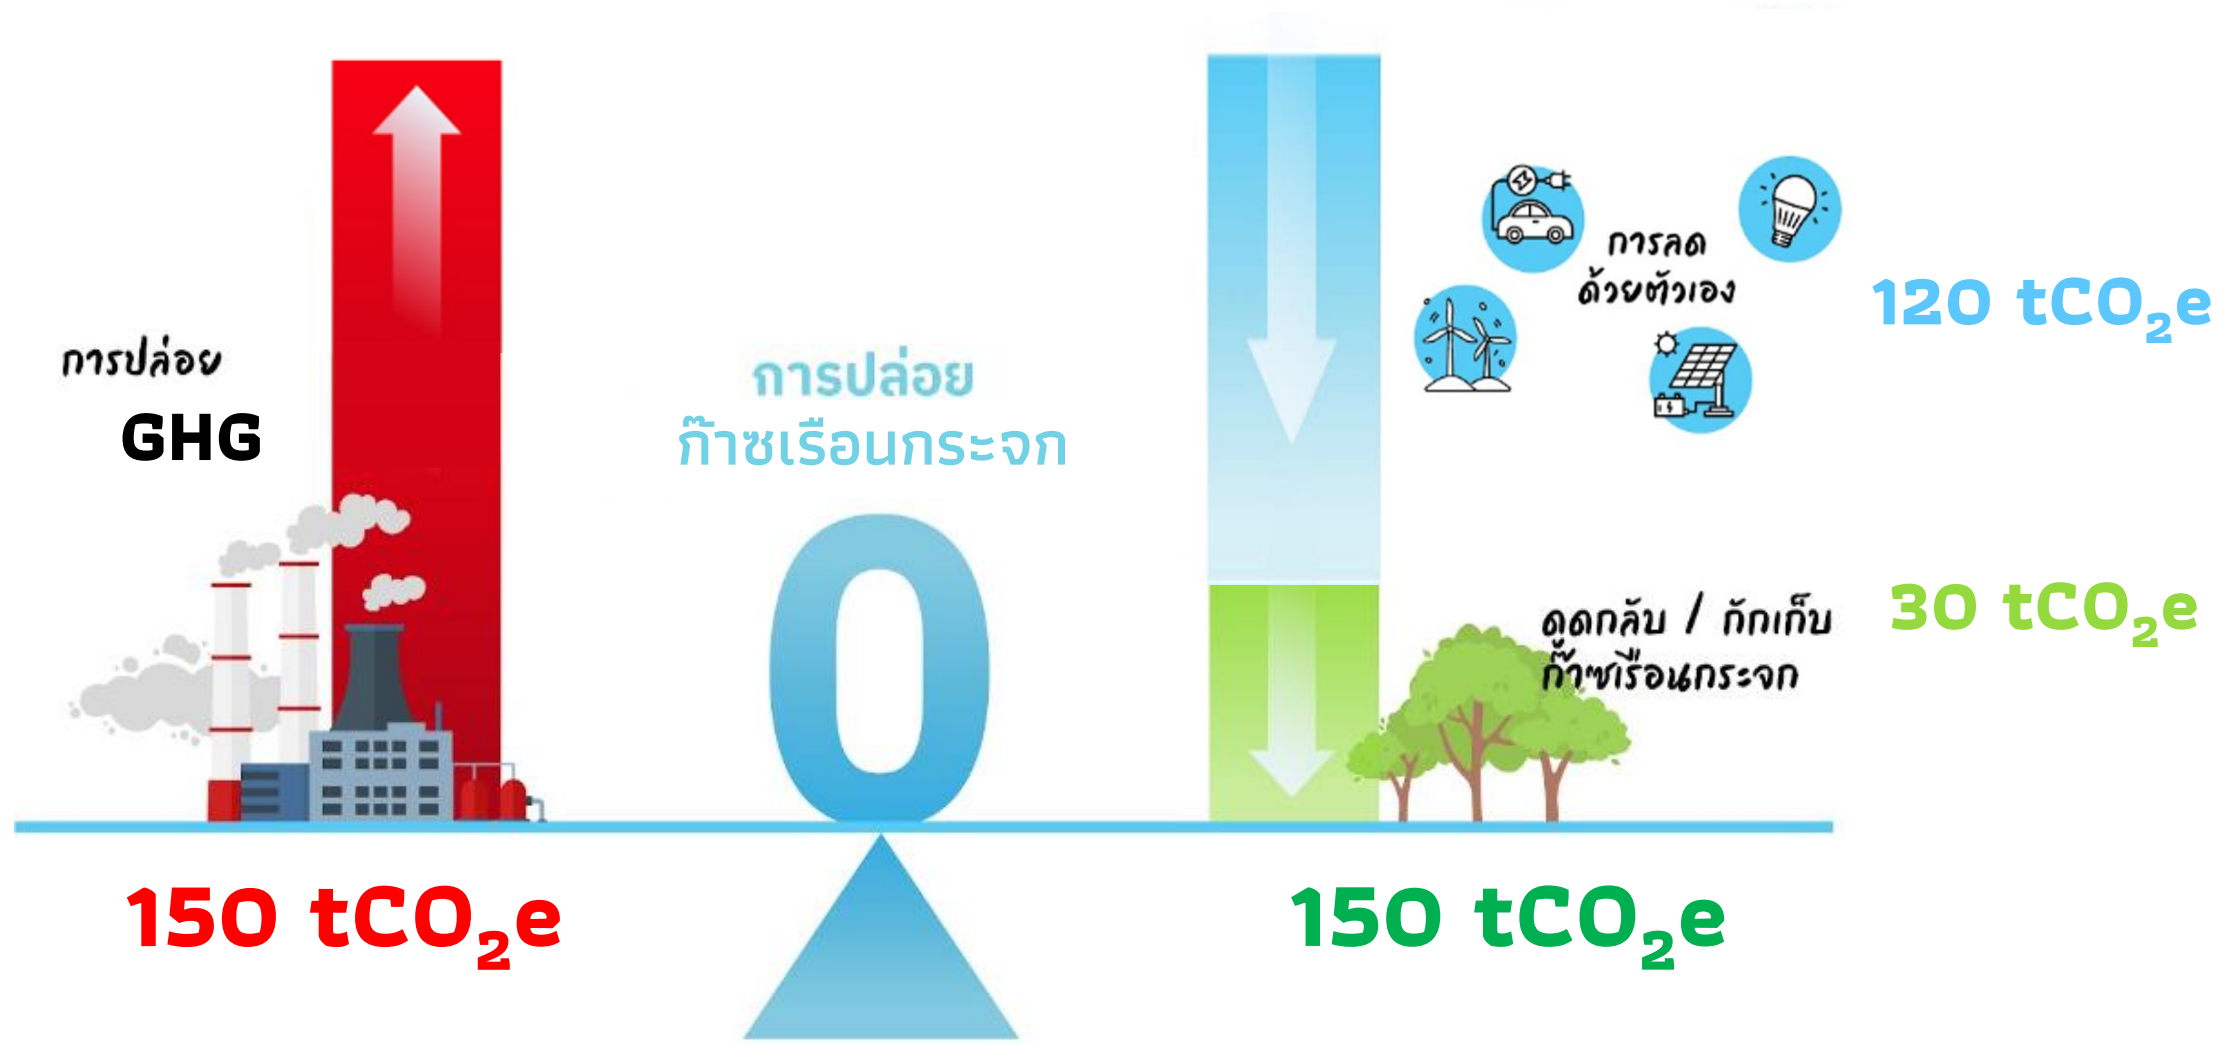 การปล่อย
GHG
150 tCO₂e
การปล่อย
ก๊าซเรือนกระจก
0
การลด
ด้วยตัวเอง
120 tCO₂e
ดูดกลับ / กักเก็บ
ก๊าซเรือนกระจก
30 tCO₂e
150 tCO₂e